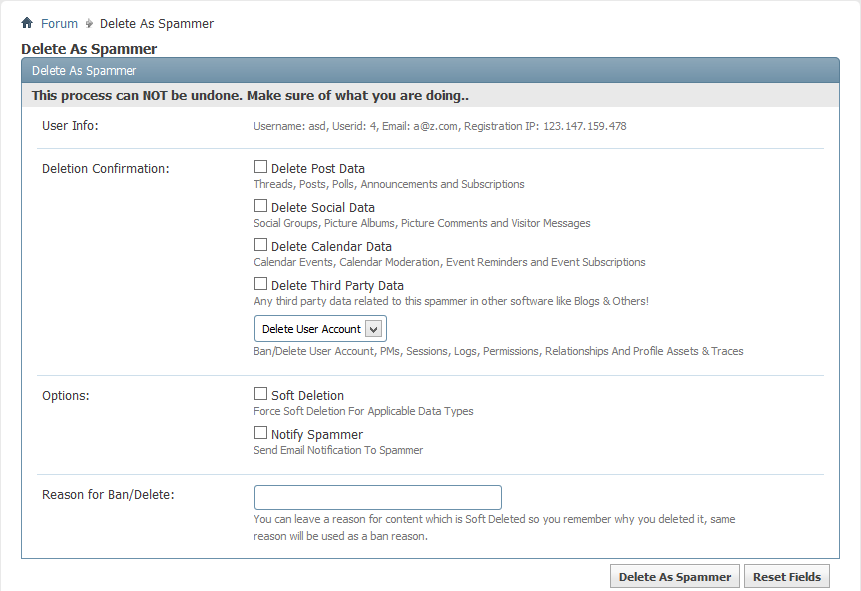 Forum Delete As Spammer
Delete As Spammer
Delete As Spammer
This process can NOT be undone. Make sure of what you are doing..
User Info: Username: asd, Userid: 4, Email: a@z.com, Registration IP: 123.147.159.478
Deletion Confirmation: Delete Post Data
Threads, Posts, Polls, Announcements and Subscriptions
Delete Social Data
Social Groups, Picture Albums, Picture Comments and Visitor Messages
Delete Calendar Data
Calendar Events, Calendar Moderation, Event Reminders and Event Subscriptions
Delete Third Party Data
Any third party data related to this spammer in other software like Blogs & Others!
Delete User Account
Ban/Delete User Account, PMs, Sessions, Logs, Permissions, Relationships And Profile Assets & Traces
Options: Soft Deletion
Force Soft Deletion For Applicable Data Types
Notify Spammer
Send Email Notification To Spammer
Reason for Ban/Delete:
You can leave a reason for content which is Soft Deleted so you remember why you deleted it, same
reason will be used as a ban reason.
Delete As Spammer Reset Fields